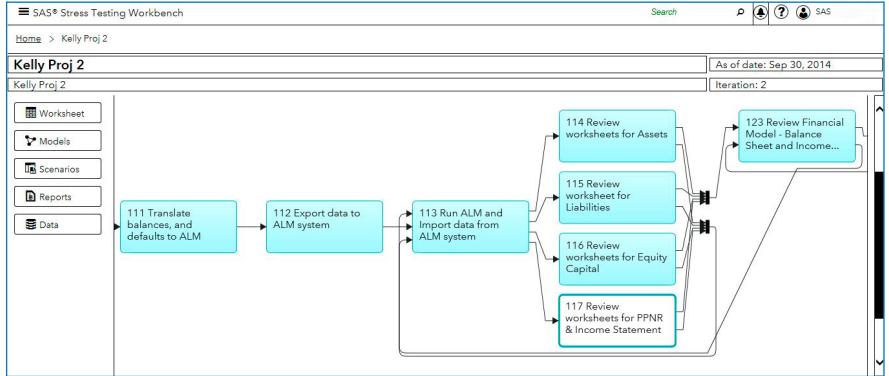 SAS® Stress Testing Workbench
Search
SAS
Home > Kelly Proj 2
Kelly Proj 2
As of date: Sep 30, 2014
Kelly Proj 2
Iteration: 2
Worksheet
Models
Scenarios
Reports
Data
111 Translate
balances, and
defaults to ALM
112 Export data to
ALM system
113 Run ALM and
Import data from
ALM system
114 Review
worksheets for Assets
115 Review
worksheet for
Liabilities
116 Review
worksheets for Equity
Capital
117 Review
worksheets for PPNR
& Income Statement
123 Review Financial
Model - Balance
Sheet and Income...